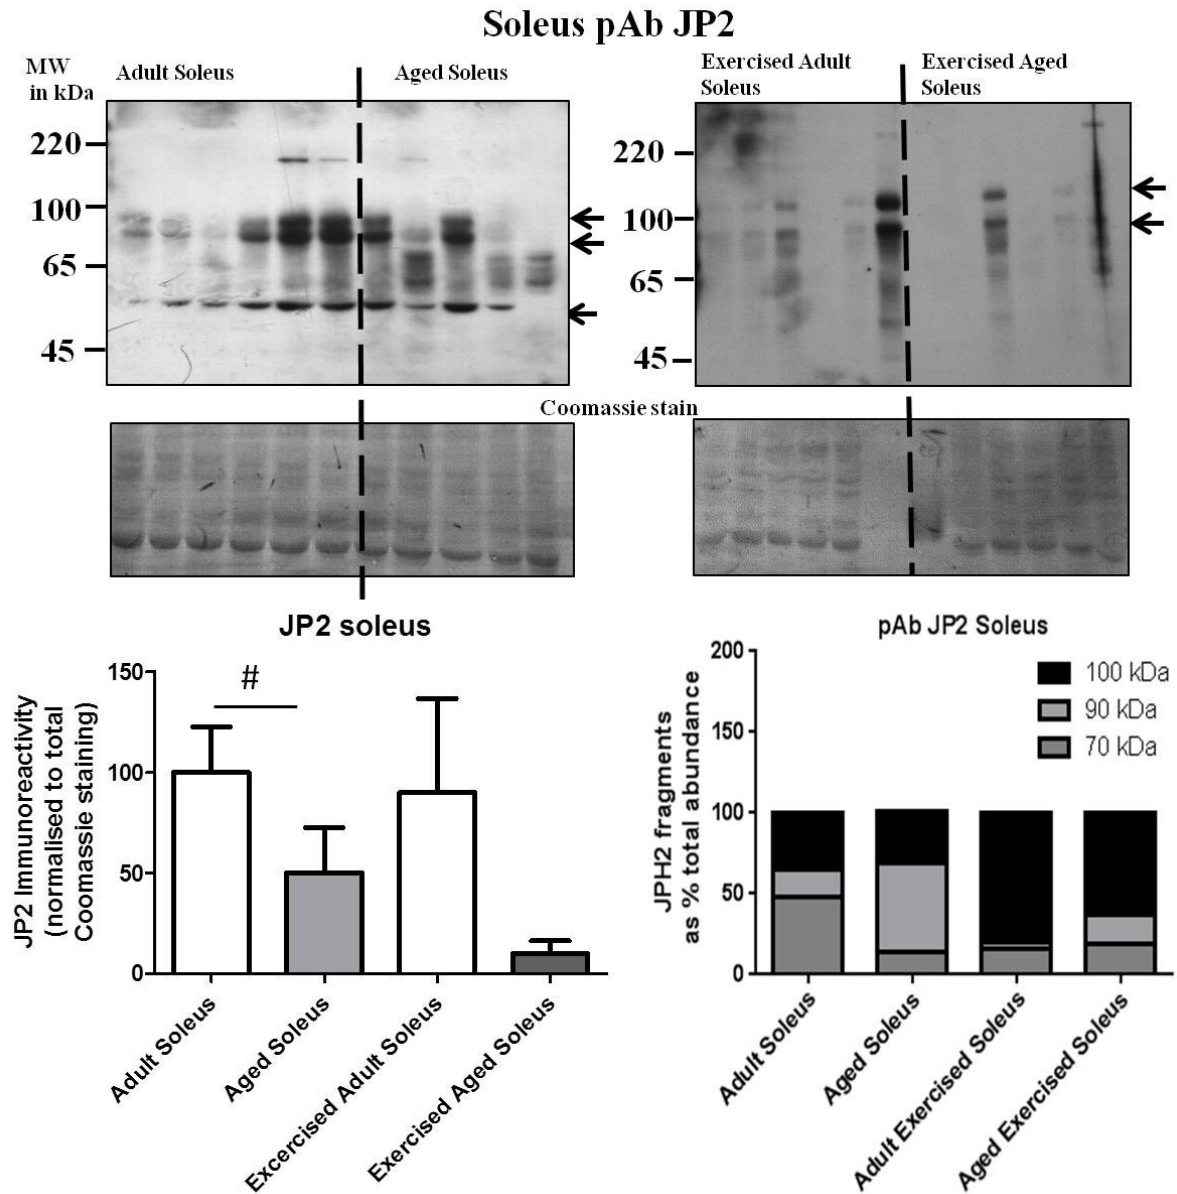 Soleus pAb JP2
MW
in kDa
Adult Soleus
Aged Soleus
220
100
65
45
Exercised Adult
Soleus
Exercised Aged
Soleus
220
100
65
45
Coomassie stain
JP2 soleus
JP2 Immunoreactivity
(normalised to total
Coomassie staining)
150
100
50
0
#
Adult Soleus
Aged Soleus
Excercised Adult Soleus
Exercised Aged Soleus
pAb JP2 Soleus
JPH2 fragments
as % total abundance
200
150
100
50
0
100 kDa
90 kDa
70 kDa
Adult Soleus
Aged Soleus
Adult Exercised Soleus
Aged Exercised Soleus